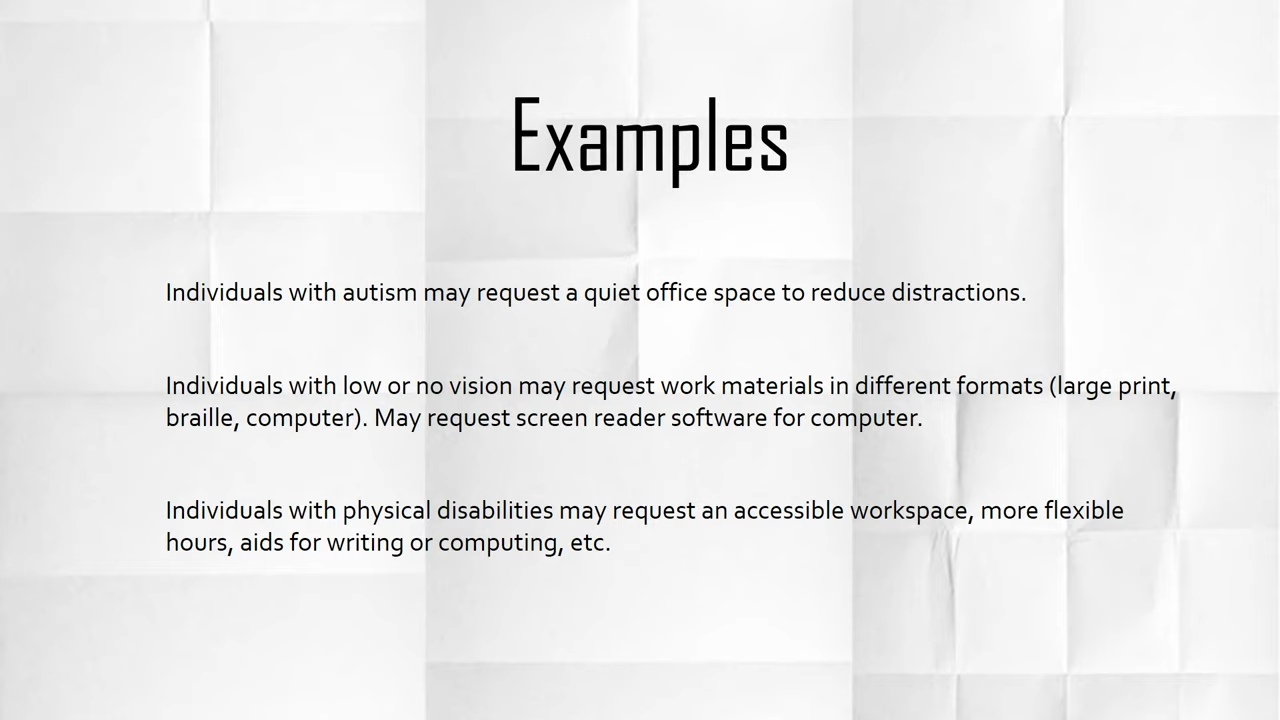 Examples
Individuals with autism may request a quiet office space to reduce distractions.
Individuals with low or no vision may request work materials in different formats (large print,
braille, computer). May request screen reader software for computer.
Individuals with physical disabilities may request an accessible workspace, more flexible
hours, aids for writing or computing, etc.